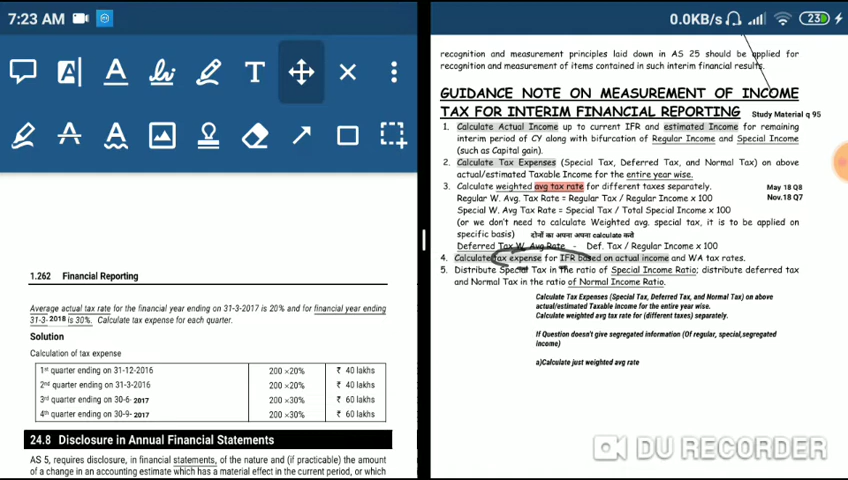 7:23 AM
0.0KB/s
23
A
A
T
A
A
1.262 Financial Reporting
Average actual tax rate for the financial year ending on 31-3-2017 is 20% and for financial year ending
31-3- 2018 is 30%. Calculate tax expense for each quarter.
Solution
Calculation of tax expense
1st quarter ending on 31-12-2016 200 ×20% ₹ 40 lakhs
2nd quarter ending on 31-3-2016 200 ×20% ₹ 40 lakhs
3rd quarter ending on 30-6- 2017 200 ×30% ₹ 60 lakhs
4th quarter ending on 30-9- 2017 200 ×30% ₹ 60 lakhs
24.8 Disclosure in Annual Financial Statements
AS 5, requires disclosure, in financial statements, of the nature and (if practicable) the amount
of a change in an accounting estimate which has a material effect in the current period, or which
recognition and measurement principles laid down in AS 25 should be applied for
recognition and measurement of items contained in such interim financial results.
GUIDANCE NOTE ON MEASUREMENT OF INCOME
TAX FOR INTERIM FINANCIAL REPORTING Study Material q 95
1. Calculate Actual Income up to current IFR and estimated Income for remaining
interim period of CY along with bifurcation of Regular Income and Special Income
(such as Capital gain).
2. Calculate Tax Expenses (Special Tax, Deferred Tax, and Normal Tax) on above
actual/estimated Taxable Income for the entire year wise.
3. Calculate weighted avg tax rate for different taxes separately. May 18 Q8
Regular W. Avg. Tax Rate = Regular Tax / Regular Income x 100 Nov.18 Q7
Special W. Avg Tax Rate = Special Tax / Total Special Income x 100
(or we don't need to calculate Weighted avg. special tax, it is to be applied on
specific basis) दोनों का अपना अपना calculate करो
Deferred Tax W. Avg Rate - Def. Tax / Regular Income x 100
4. Calculate tax expense for IFR based on actual income and WA tax rates.
5. Distribute Special Tax in the ratio of Special Income Ratio; distribute deferred tax
and Normal Tax in the ratio of Normal Income Ratio.
Calculate Tax Expenses (Special Tax, Deferred Tax, and Normal Tax) on above
actual/estimated Taxable Income for the entire year wise.
Calculate weighted avg tax rate for (different taxes) separately.
If Question doesn't give segregated information (Of regular, special,segregated
income)
a)Calculate just weighted avg rate
DU RECORDER